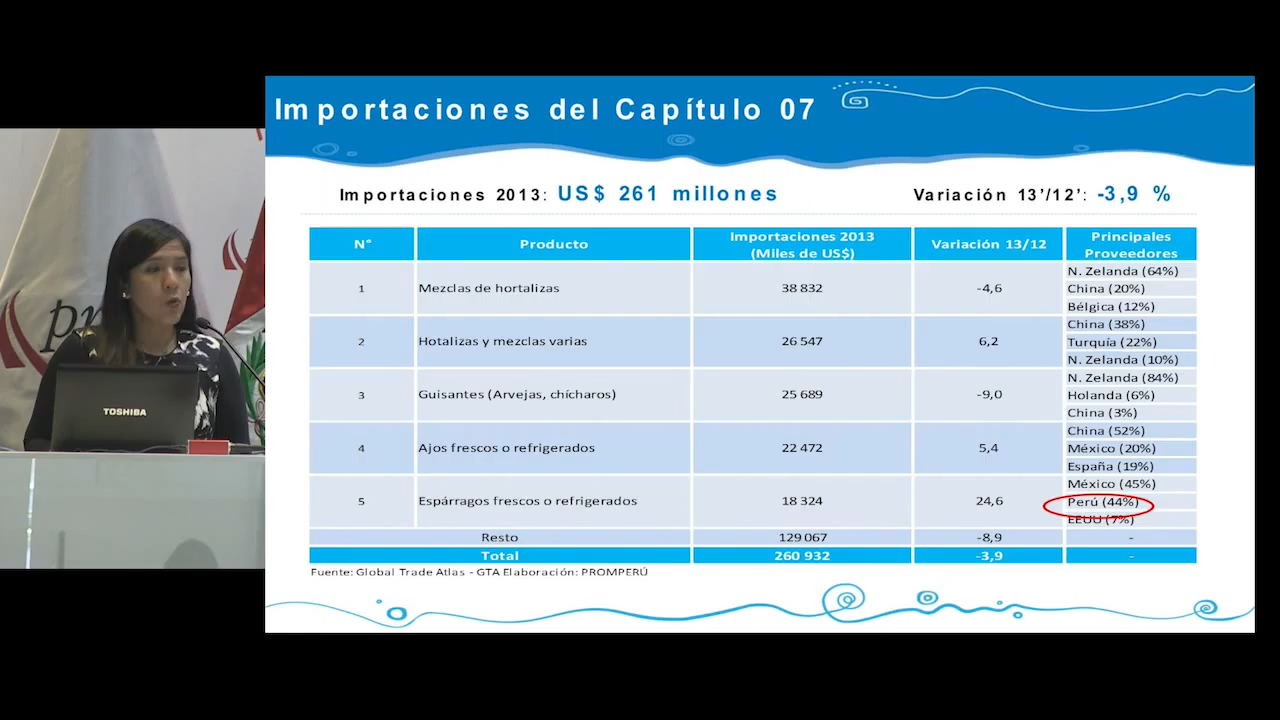 Importaciones del Capítulo 07
Importaciones 2013: US$ 261 millones
Variación 13’/12’: -3,9 %
N° Producto Importaciones 2013 (Miles de US$) Variación 13/12 Principales Proveedores
1 Mezclas de hortalizas 38 832 -4,6 N. Zelanda (64%)
China (20%)
Bélgica (12%)
2 Hotalizas y mezclas varias 26 547 6,2 China (38%)
Turquía (22%)
N. Zelanda (10%)
3 Guisantes (Arvejas, chícharos) 25 689 -9,0 N. Zelanda (84%)
Holanda (6%)
China (3%)
4 Ajos frescos o refrigerados 22 472 5,4 China (52%)
México (20%)
España (19%)
5 Espárragos frescos o refrigerados 18 324 24,6 México (45%)
Perú (44%)
EEUU (7%)
Resto 129 067 -8,9 -
Total 260 932 -3,9 -
Fuente: Global Trade Atlas - GTA Elaboración: PROMPERÚ
TOSHIBA